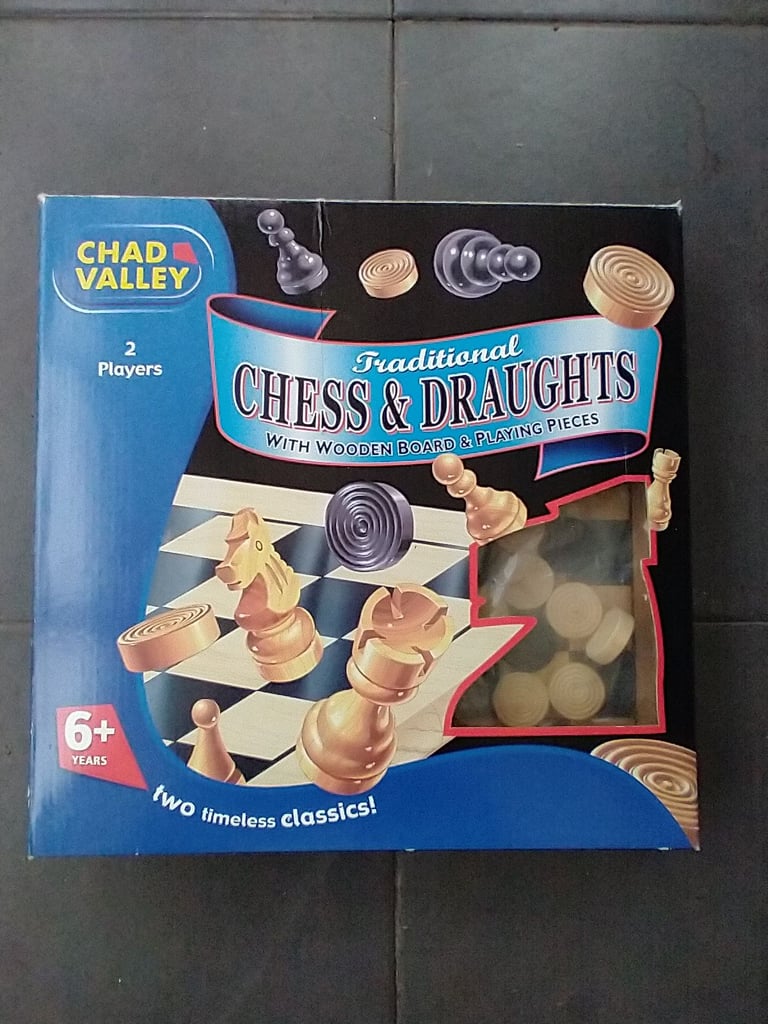 CHAD
VALLEY
2
Players
Traditional
CHESS & DRAUGHTS
WITH WOODEN BOARD & PLAYING PIECES
6+
YEARS
two timeless classics!